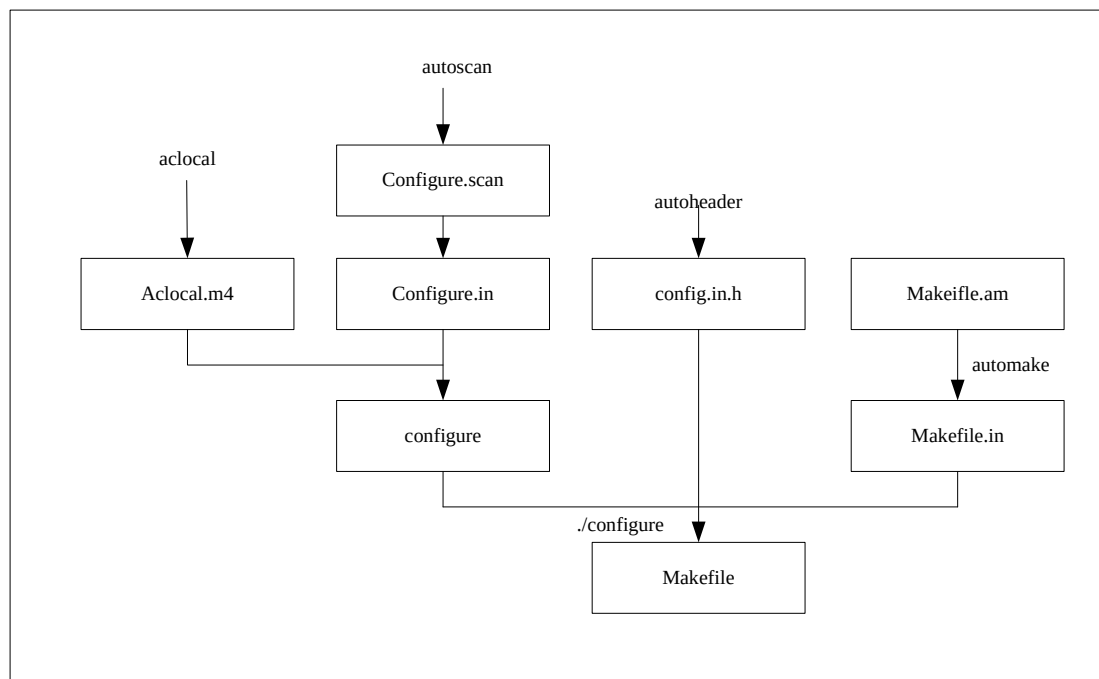 autoscan
aclocal
Configure.scan
autoheader
Aclocal.m4
Configure.in
config.in.h
Makeifle.am
automake
configure
Makefile.in
./configure
Makefile